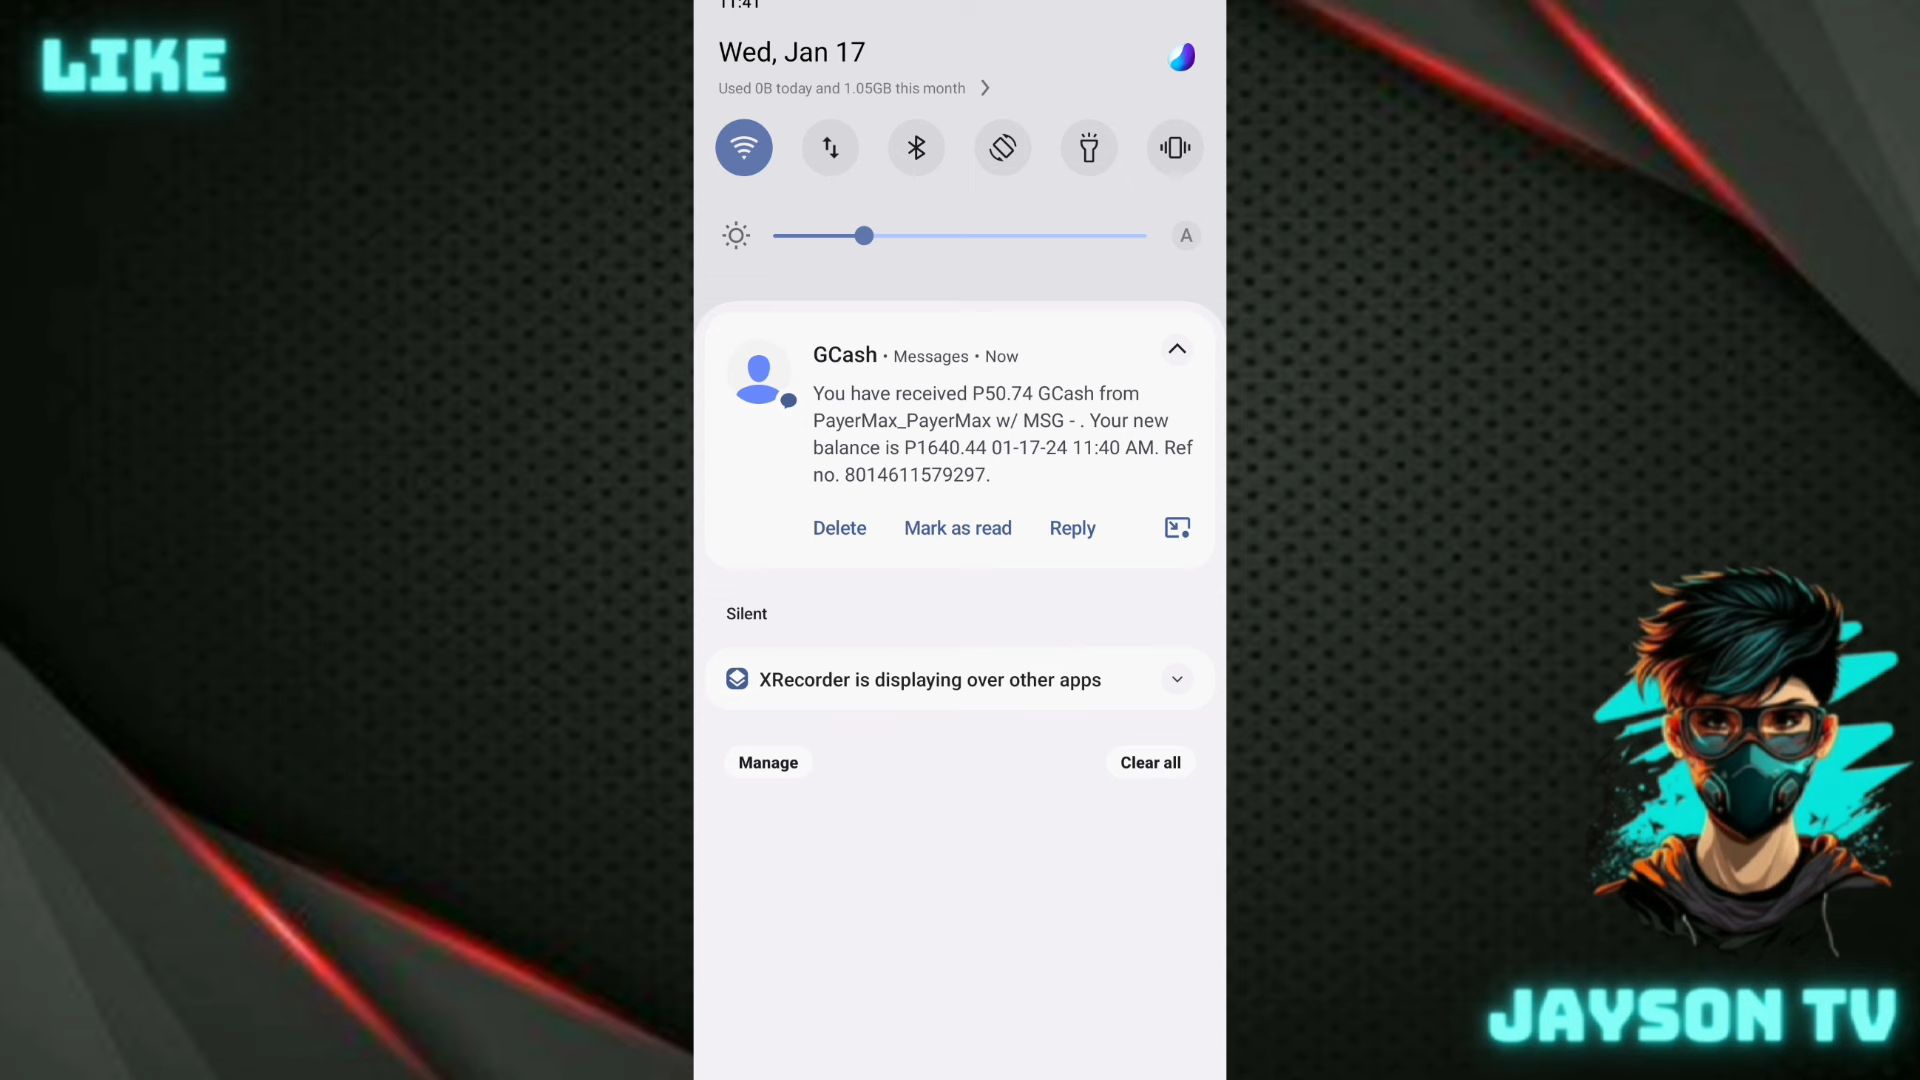 LIKE
11:41
Wed, Jan 17
Used 0B today and 1.05GB this month
A
GCash • Messages • Now
You have received P50.74 GCash from
PayerMax_PayerMax w/ MSG - . Your new
balance is P1640.44 01-17-24 11:40 AM. Ref
no. 8014611579297.
Delete Mark as read Reply
Silent
XRecorder is displaying over other apps
Manage Clear all
JAYSON TV